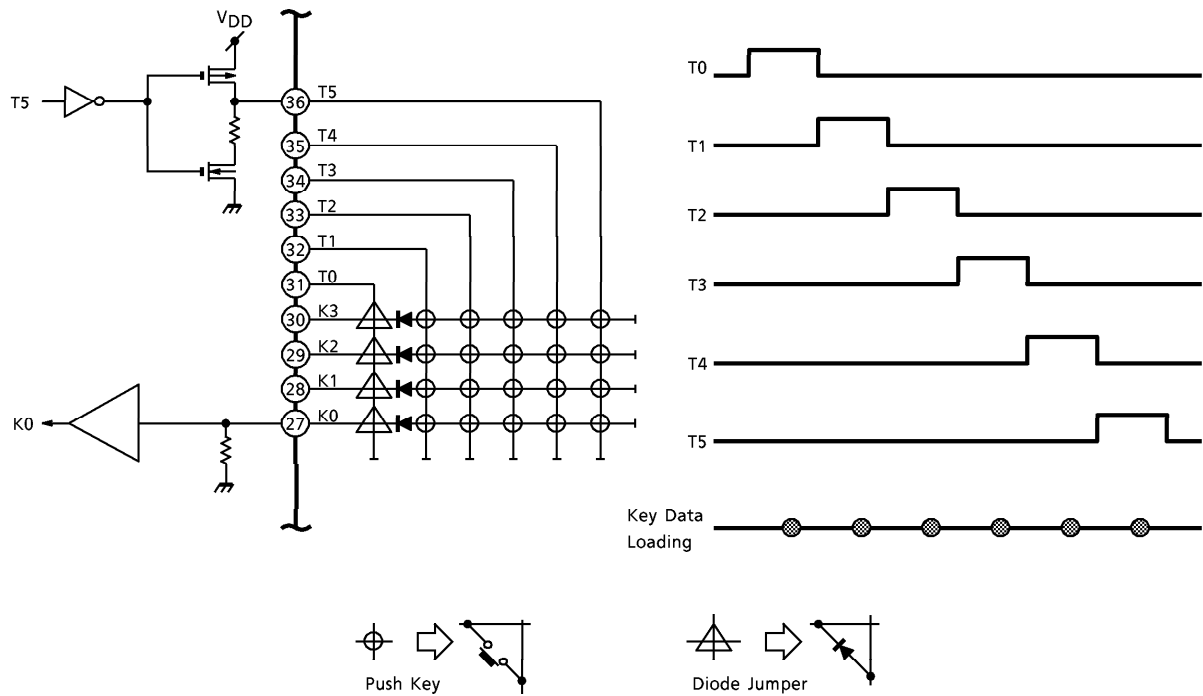 VDD
T5
36 T5
35 T4
34 T3
33 T2
32 T1
31 T0
30 K3
29 K2
28 K1
27 K0
K0
T0
T1
T2
T3
T4
T5
Key Data
Loading
Push Key
Diode Jumper